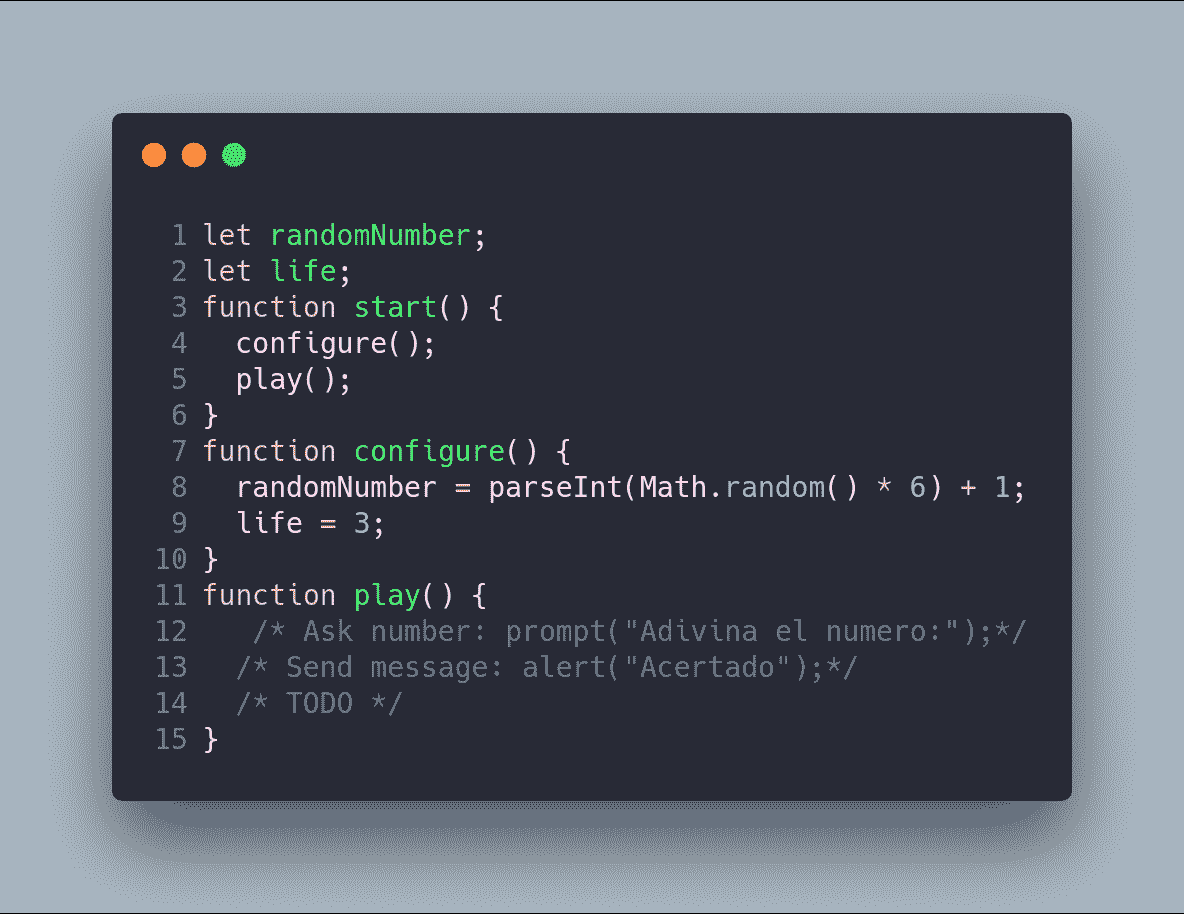 1 let randomNumber;
2 let life;
3 function start() {
4   configure();
5   play();
6 }
7 function configure() {
8   randomNumber = parseInt(Math.random() * 6) + 1;
9   life = 3;
10 }
11 function play() {
12    /* Ask number: prompt("Adivina el numero:");*/
13   /* Send message: alert("Acertado");*/
14   /* TODO */
15 }